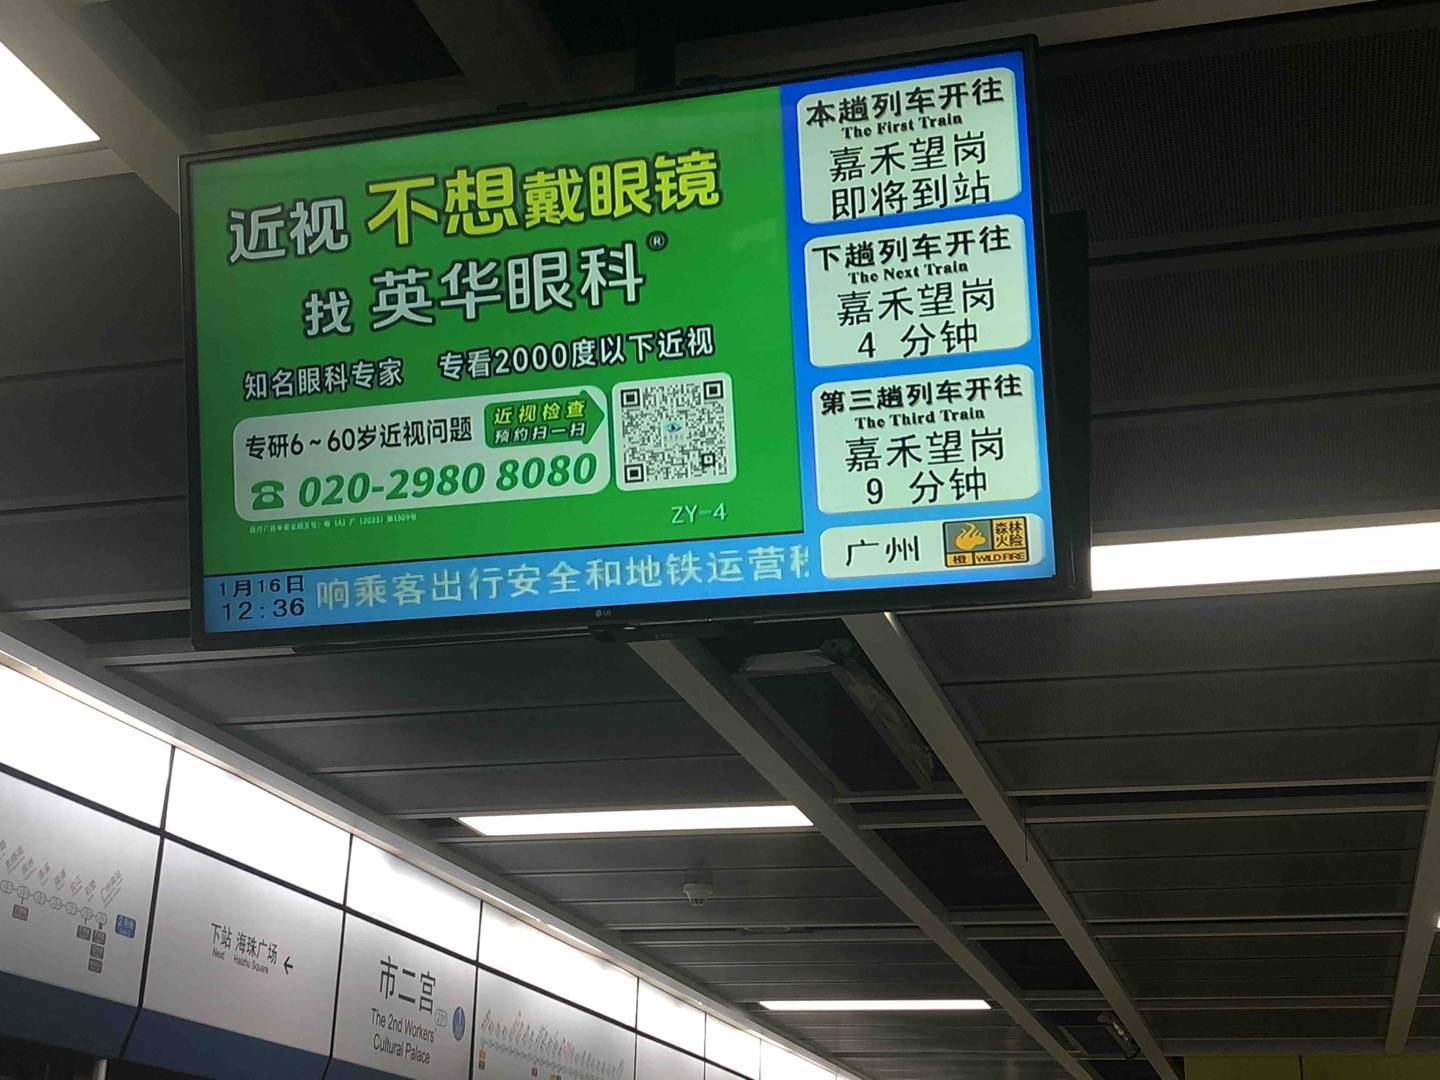 近视 不想戴眼镜
找 英华眼科®
知名眼科专家 专看2000度以下近视
专研6~60岁近视问题
近视检查
预约扫一扫
020-2980 8080
ZY-4
本趟列车开往
The First Train
嘉禾望岗
即将到站
下趟列车开往
The Next Train
嘉禾望岗
4 分钟
第三趟列车开往
The Third Train
嘉禾望岗
9 分钟
广州
森林
火险
橙 WILD FIRE
1月16日
12:36
响乘客出行安全和地铁运营
LG
下站 海珠广场
Next Haizhu Square
市二宫
The 2nd Workers'
Cultural Palace
2号线